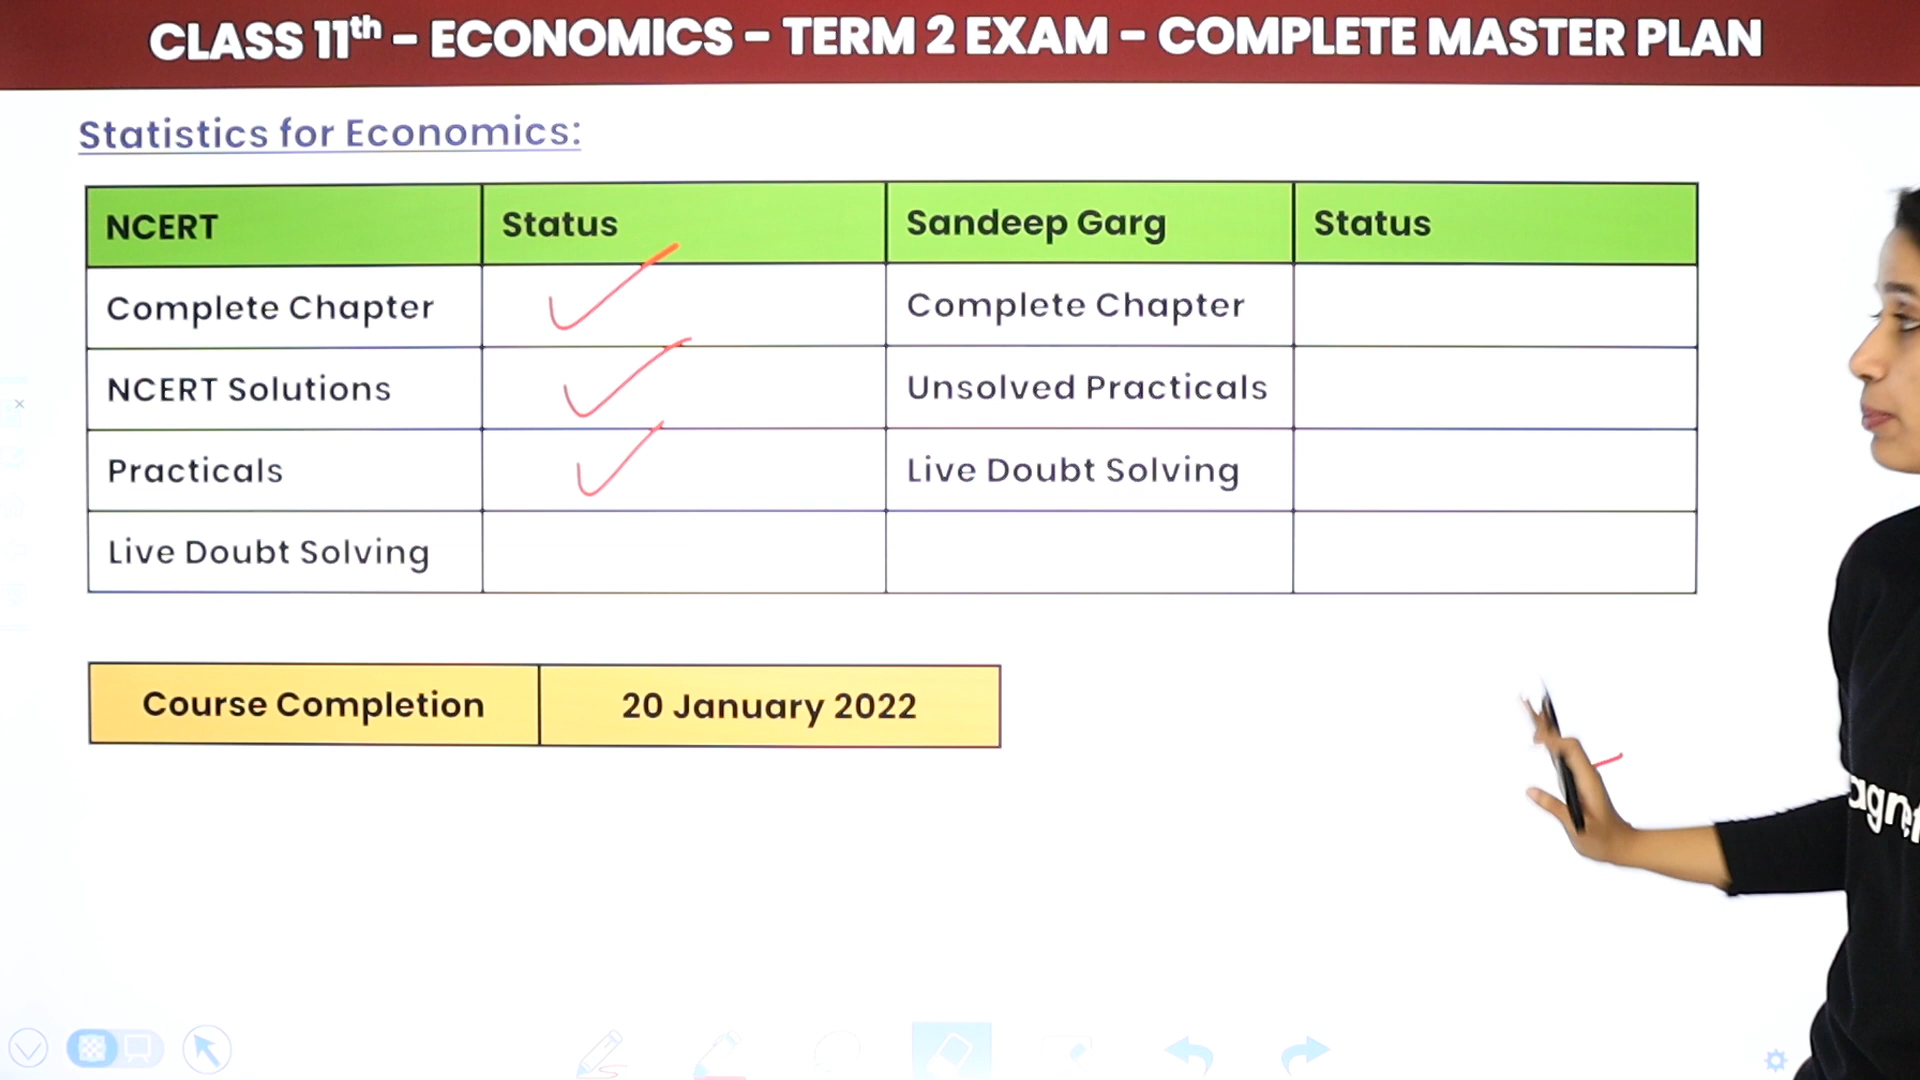 CLASS 11th - ECONOMICS - TERM 2 EXAM - COMPLETE MASTER PLAN
Statistics for Economics:
NCERT Status Sandeep Garg Status
Complete Chapter Complete Chapter
NCERT Solutions Unsolved Practicals
Practicals Live Doubt Solving
Live Doubt Solving
Course Completion 20 January 2022